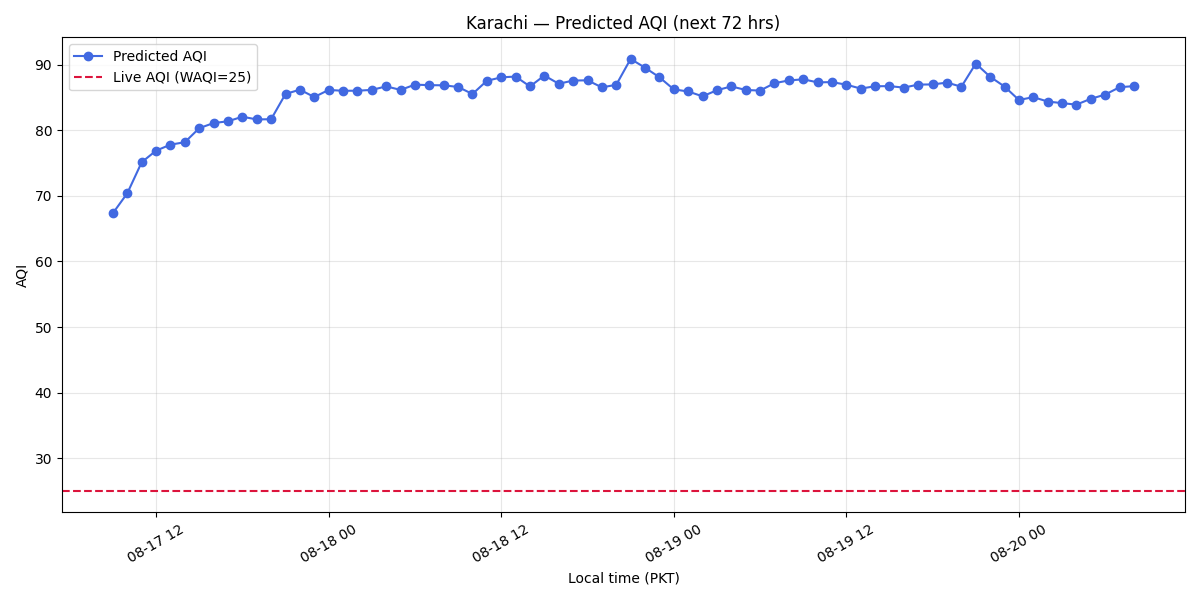 Karachi — Predicted AQI (next 72 hrs)
Predicted AQI
Live AQI (WAQI=25)
AQI
90
80
70
60
50
40
30
08-17 12
08-18 00
08-18 12
08-19 00
08-19 12
08-20 00
Local time (PKT)